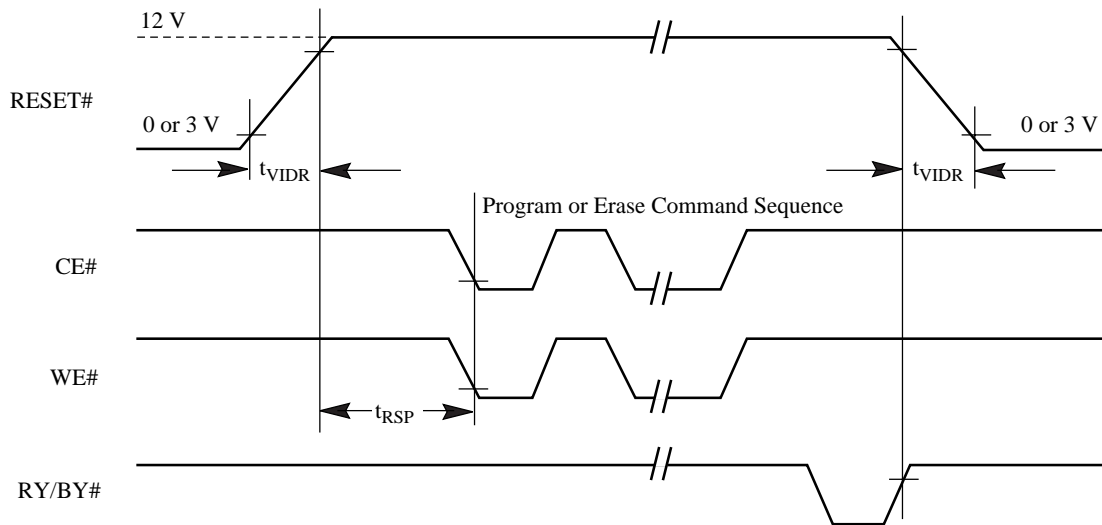 12 V
RESET#
0 or 3 V
0 or 3 V
tVIDR
tVIDR
Program or Erase Command Sequence
CE#
WE#
tRSP
RY/BY#